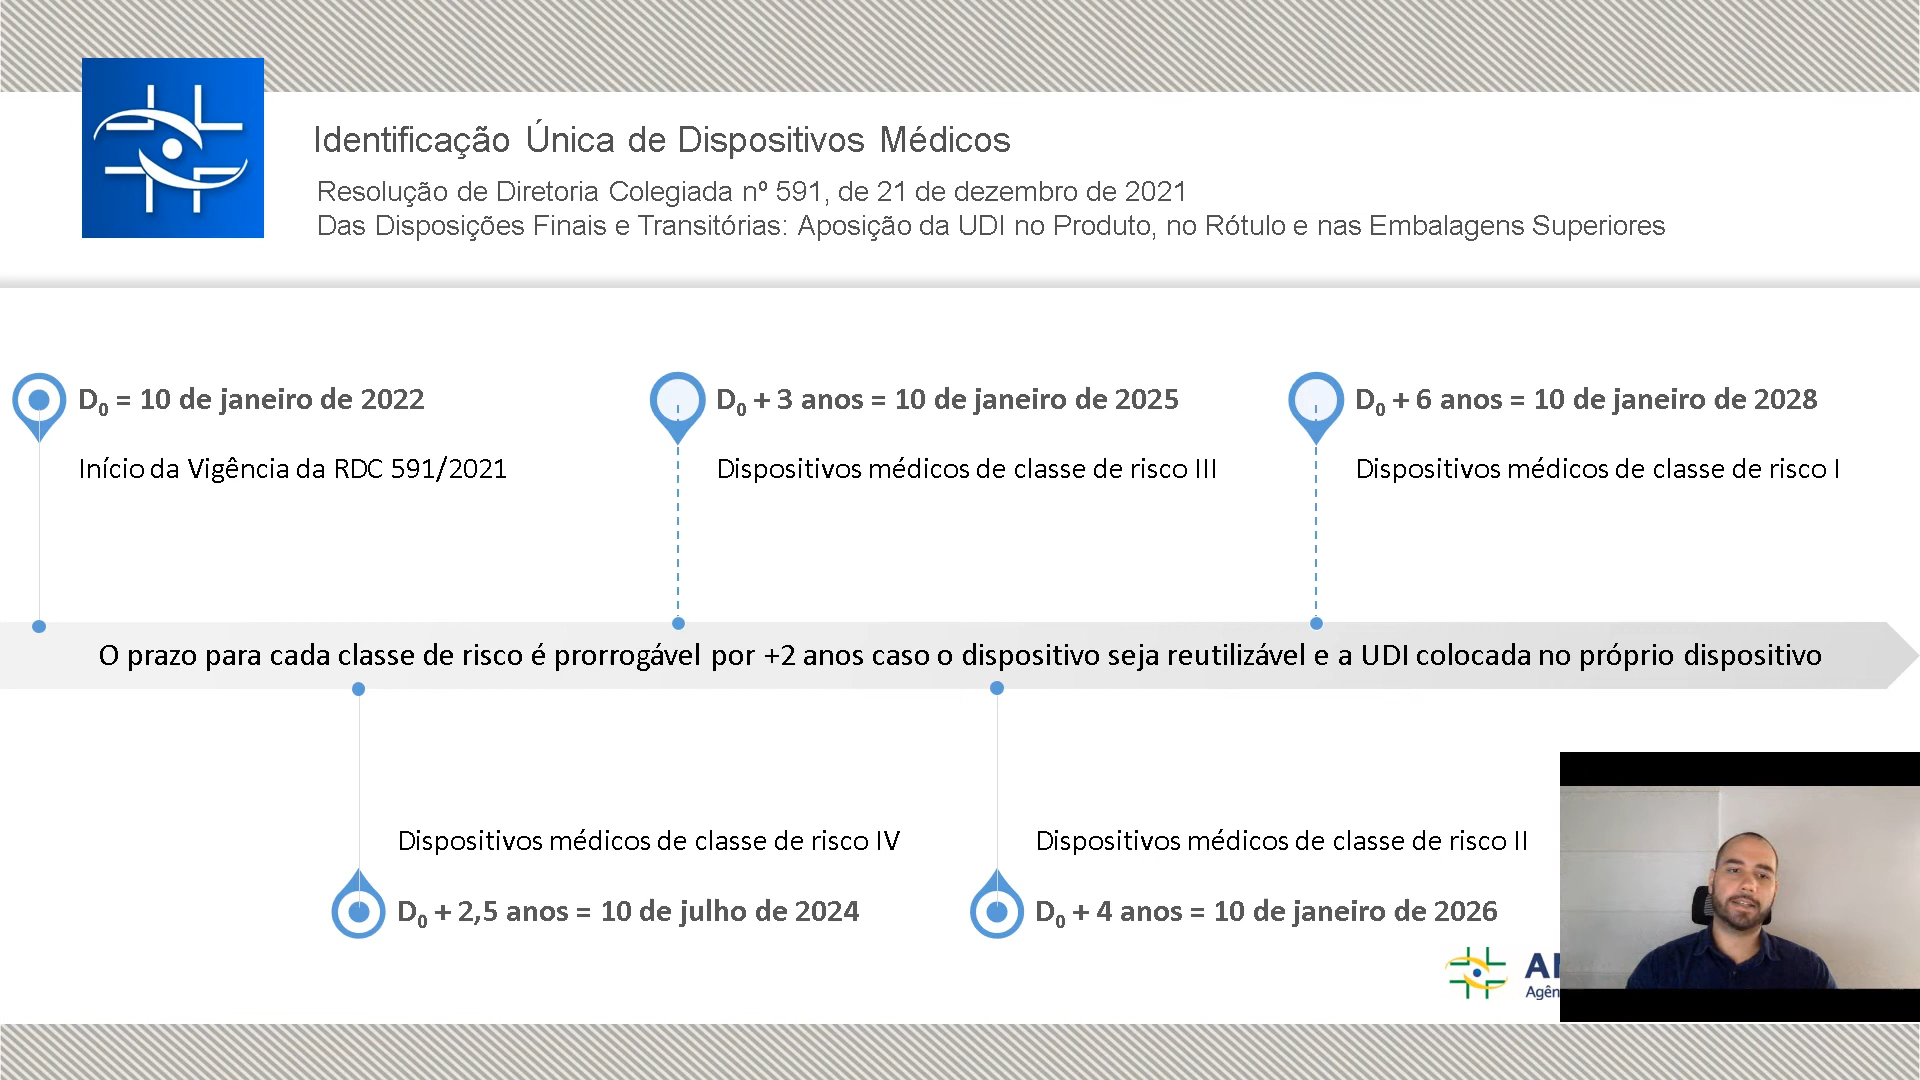 Identificação Única de Dispositivos Médicos
Resolução de Diretoria Colegiada nº 591, de 21 de dezembro de 2021
Das Disposições Finais e Transitórias: Aposição da UDI no Produto, no Rótulo e nas Embalagens Superiores
D₀ = 10 de janeiro de 2022
Início da Vigência da RDC 591/2021
D₀ + 3 anos = 10 de janeiro de 2025
Dispositivos médicos de classe de risco III
D₀ + 6 anos = 10 de janeiro de 2028
Dispositivos médicos de classe de risco I
O prazo para cada classe de risco é prorrogável por +2 anos caso o dispositivo seja reutilizável e a UDI colocada no próprio dispositivo
Dispositivos médicos de classe de risco IV
D₀ + 2,5 anos = 10 de julho de 2024
Dispositivos médicos de classe de risco II
D₀ + 4 anos = 10 de janeiro de 2026